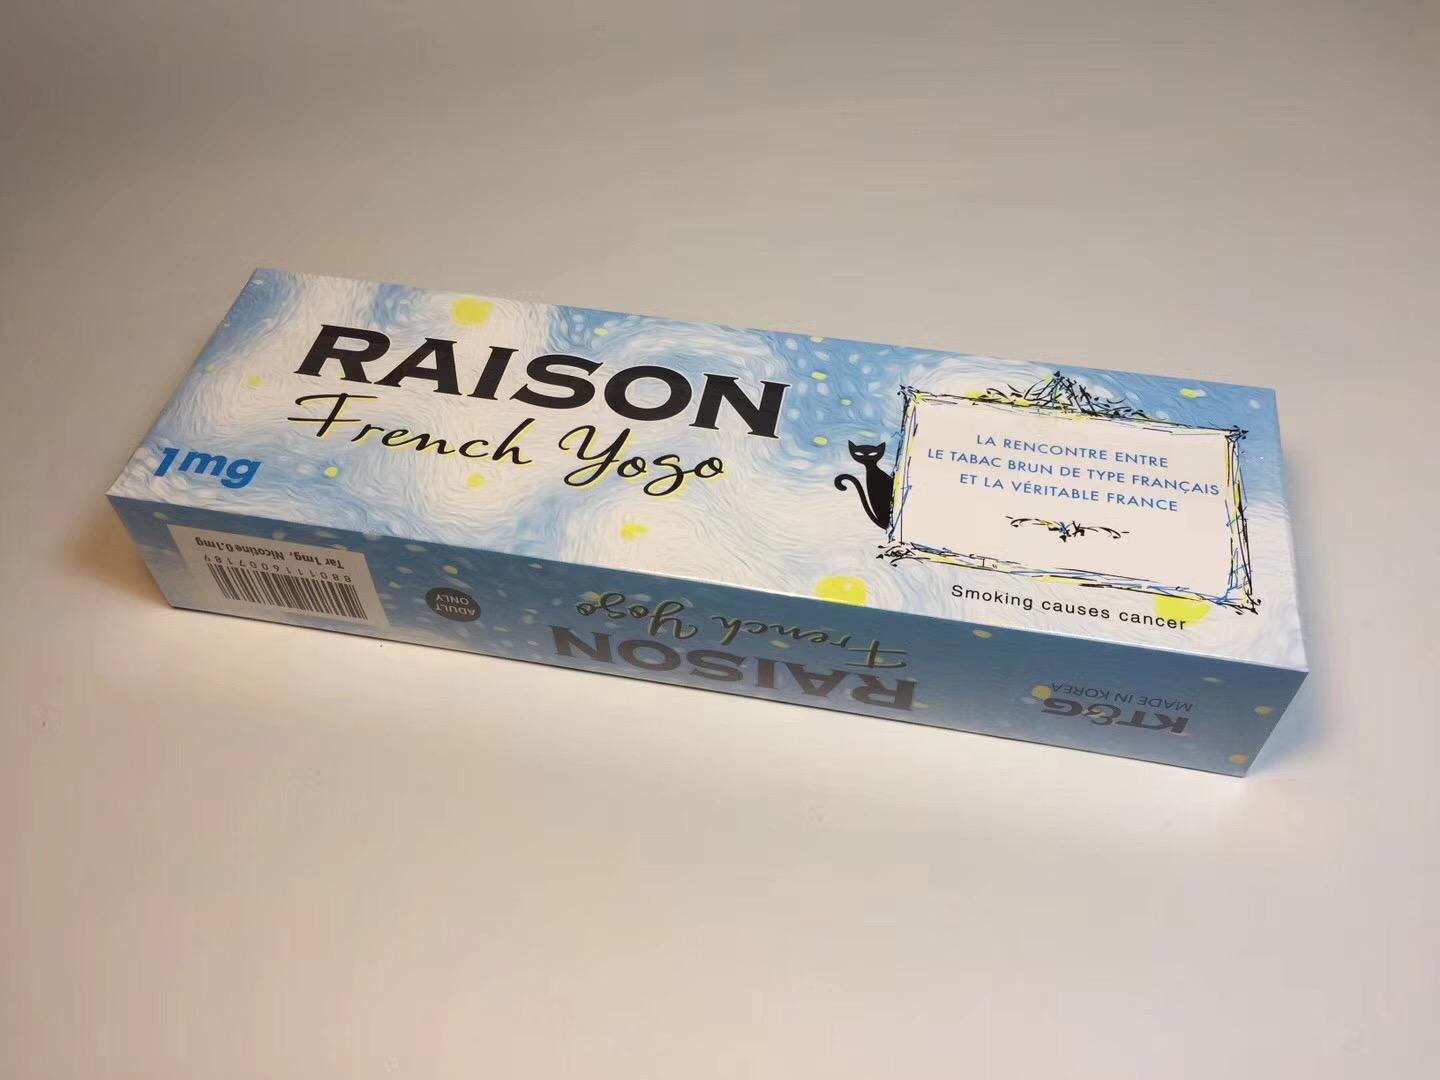 RAISON
French Yogo
1mg
LA RENCONTRE ENTRE
LE TABAC BRUN DE TYPE FRANÇAIS
ET LA VÉRITABLE FRANCE
Smoking causes cancer
KT&G
MADE IN KOREA
RAISON
French Yogo
ADULT
ONLY
8801116007189
Tar 1mg, Nicotine 0.1mg